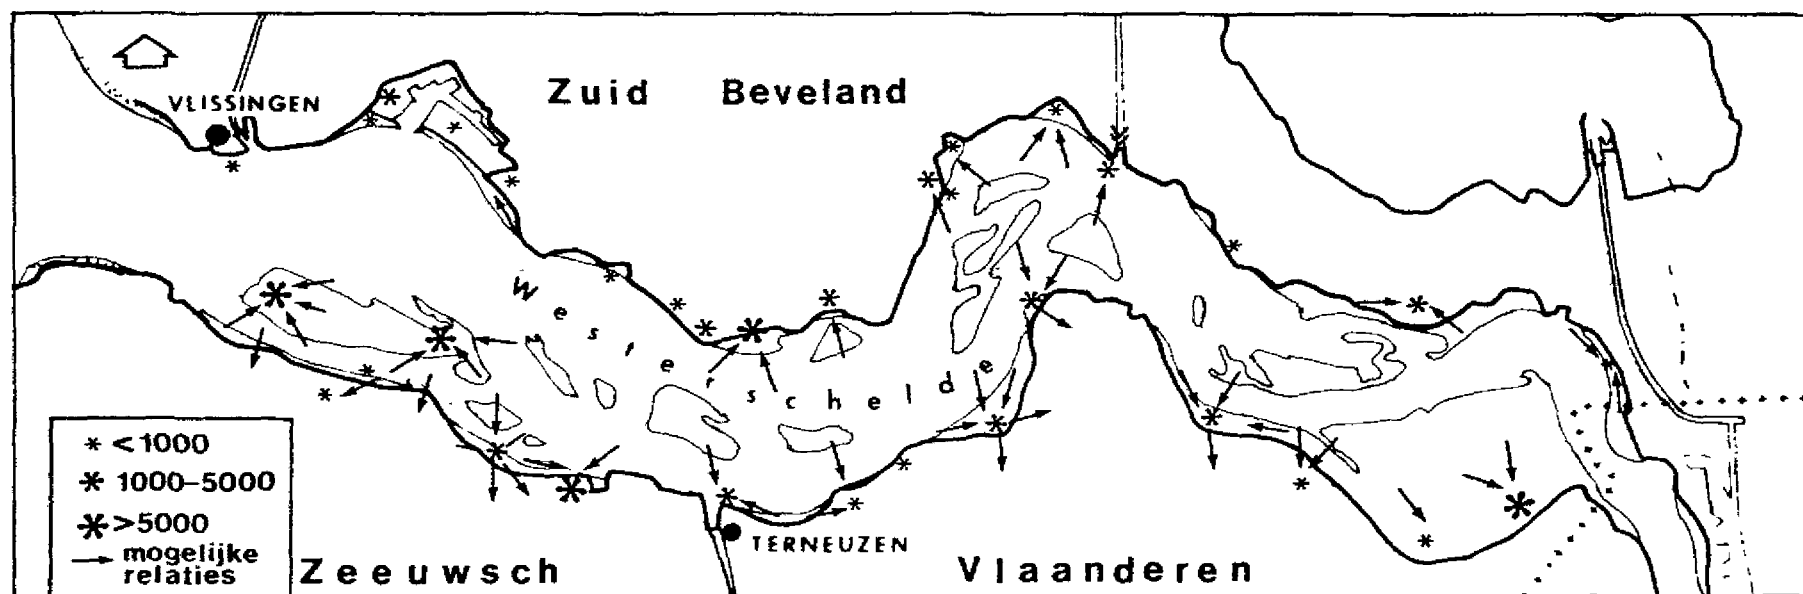 Zuid Beveland
VLISSINGEN
Westerschelde
* <1000
* 1000-5000
* >5000
→ mogelijke
relaties
TERNEUZEN
Zeeuwsch Vlaanderen